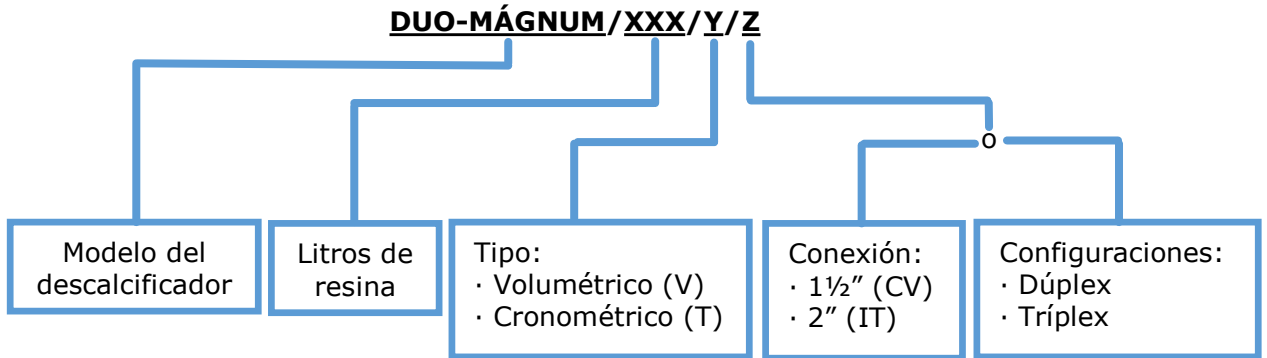 DUO-MÁGNUM/XXX/Y/Z
o
Modelo del
descalcificador
Litros de
resina
Tipo:
· Volumétrico (V)
· Cronométrico (T)
Conexión:
· 1½” (CV)
· 2” (IT)
Configuraciones:
· Dúplex
· Tríplex